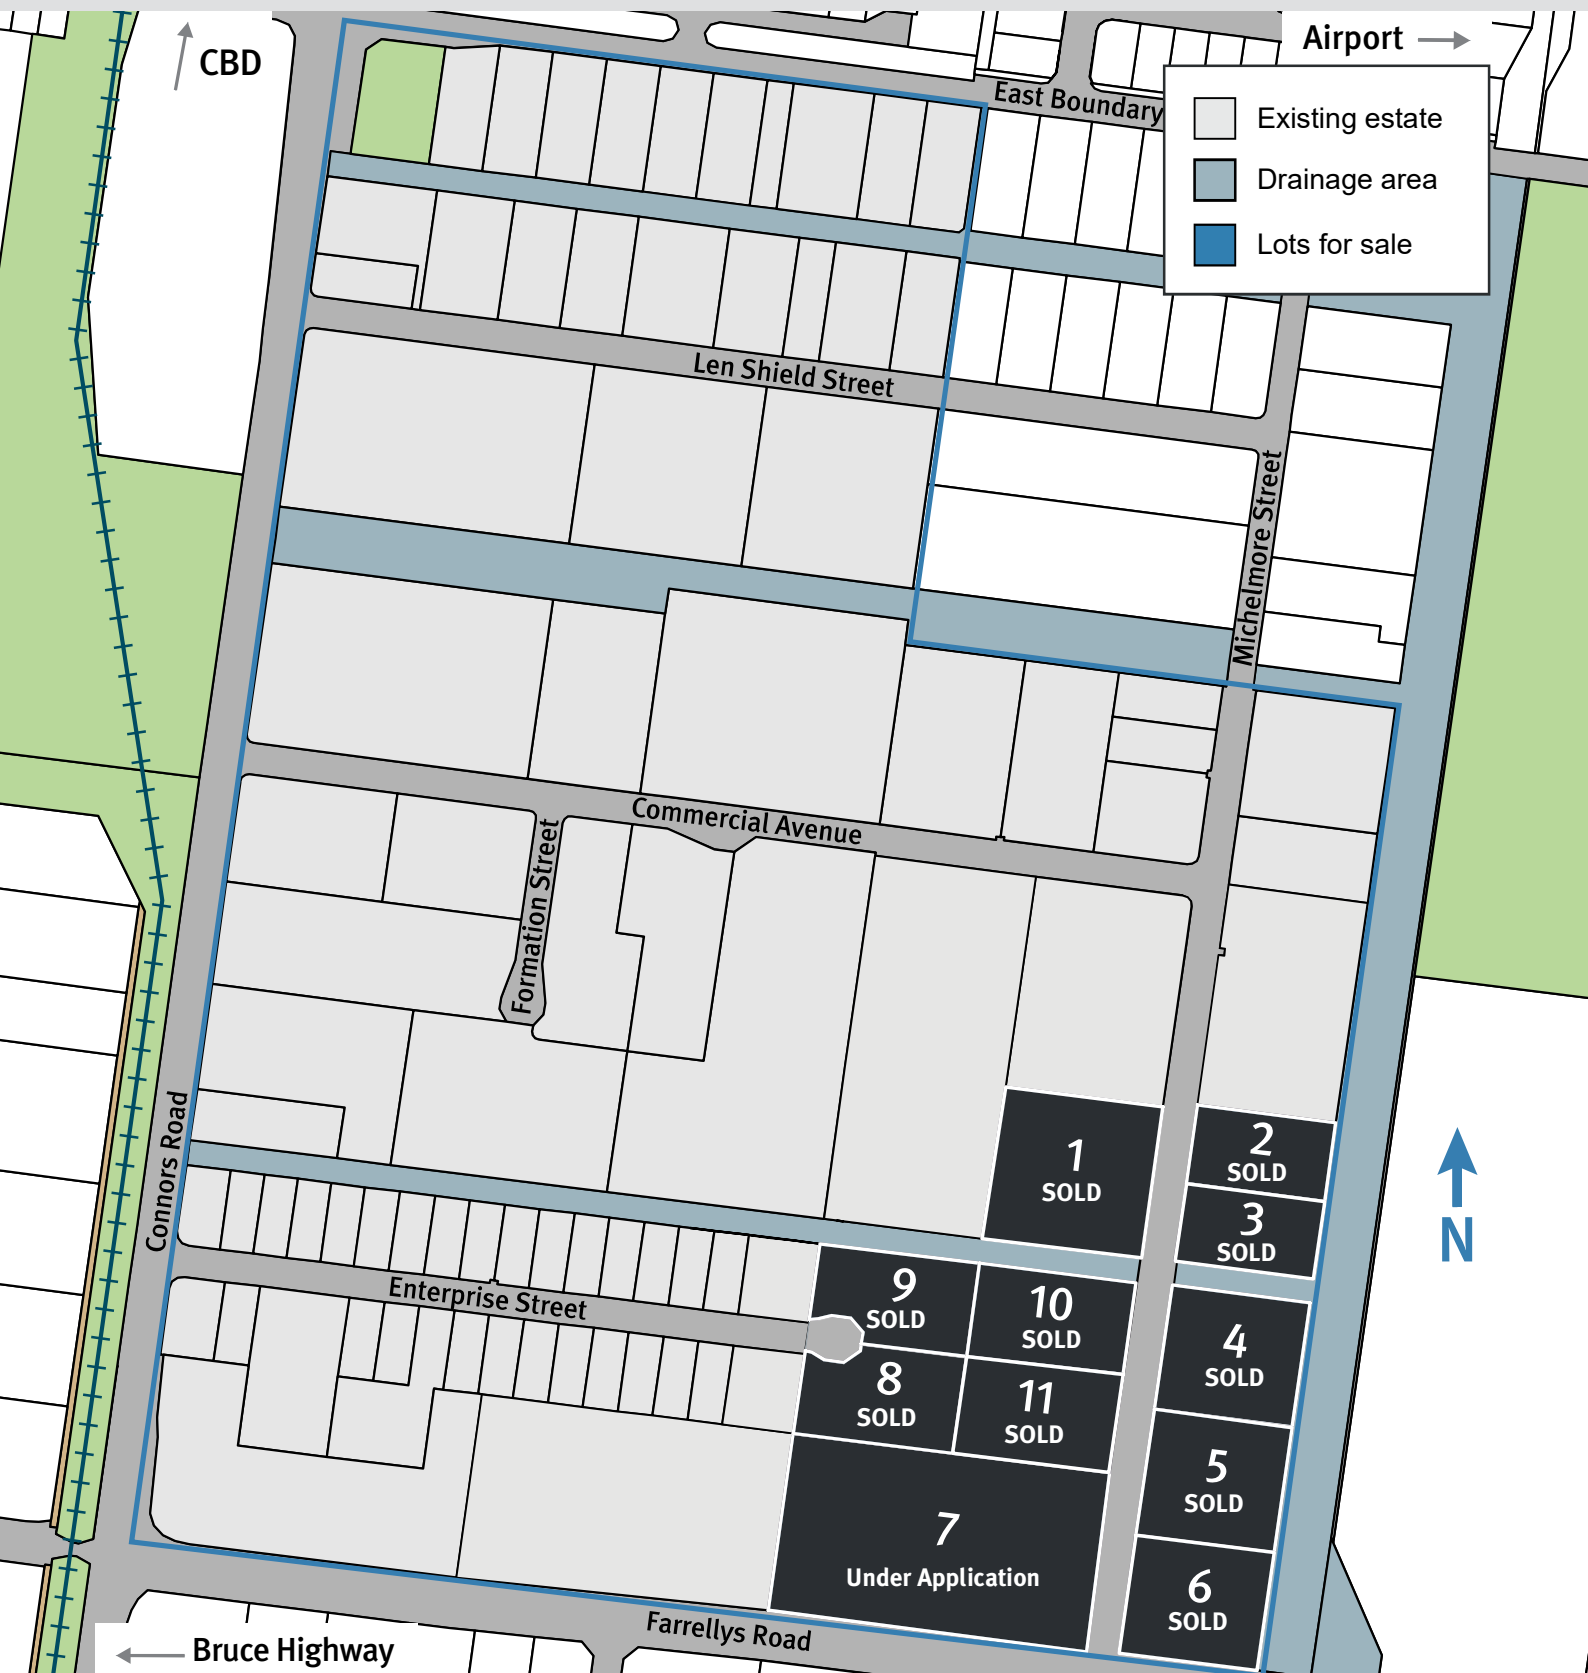 CBD
Airport
East Boundary
Existing estate
Drainage area
Lots for sale
Len Shield Street
Michelmore Street
Commercial Avenue
Formation Street
Connors Road
1
SOLD
2
SOLD
3
SOLD
N
Enterprise Street
9
SOLD
10
SOLD
4
SOLD
8
SOLD
11
SOLD
5
SOLD
7
Under Application
6
SOLD
Farrellys Road
Bruce Highway